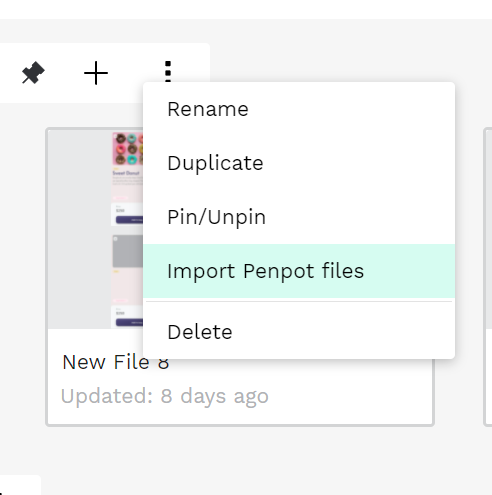 Rename
Duplicate
Pin/Unpin
Import Penpot files
Delete
New File 8
Updated: 8 days ago